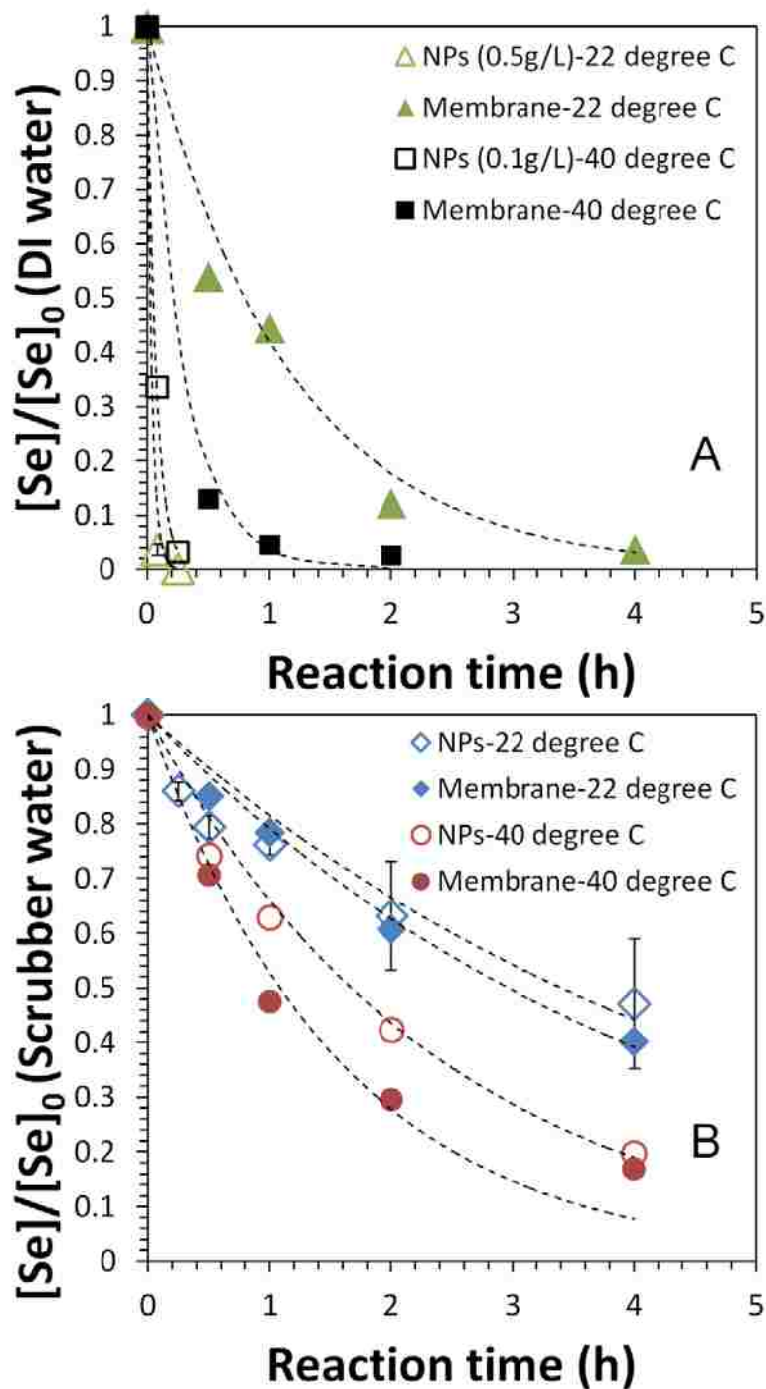 1
0.9
0.8
0.7
0.6
0.5
0.4
0.3
0.2
0.1
0
[Se]/[Se]0 (DI water)
NPs (0.5g/L)-22 degree C
Membrane-22 degree C
NPs (0.1g/L)-40 degree C
Membrane-40 degree C
A
0 1 2 3 4 5
Reaction time (h)
1
0.9
0.8
0.7
0.6
0.5
0.4
0.3
0.2
0.1
0
[Se]/[Se]0 (Scrubber water)
NPs-22 degree C
Membrane-22 degree C
NPs-40 degree C
Membrane-40 degree C
B
0 1 2 3 4 5
Reaction time (h)